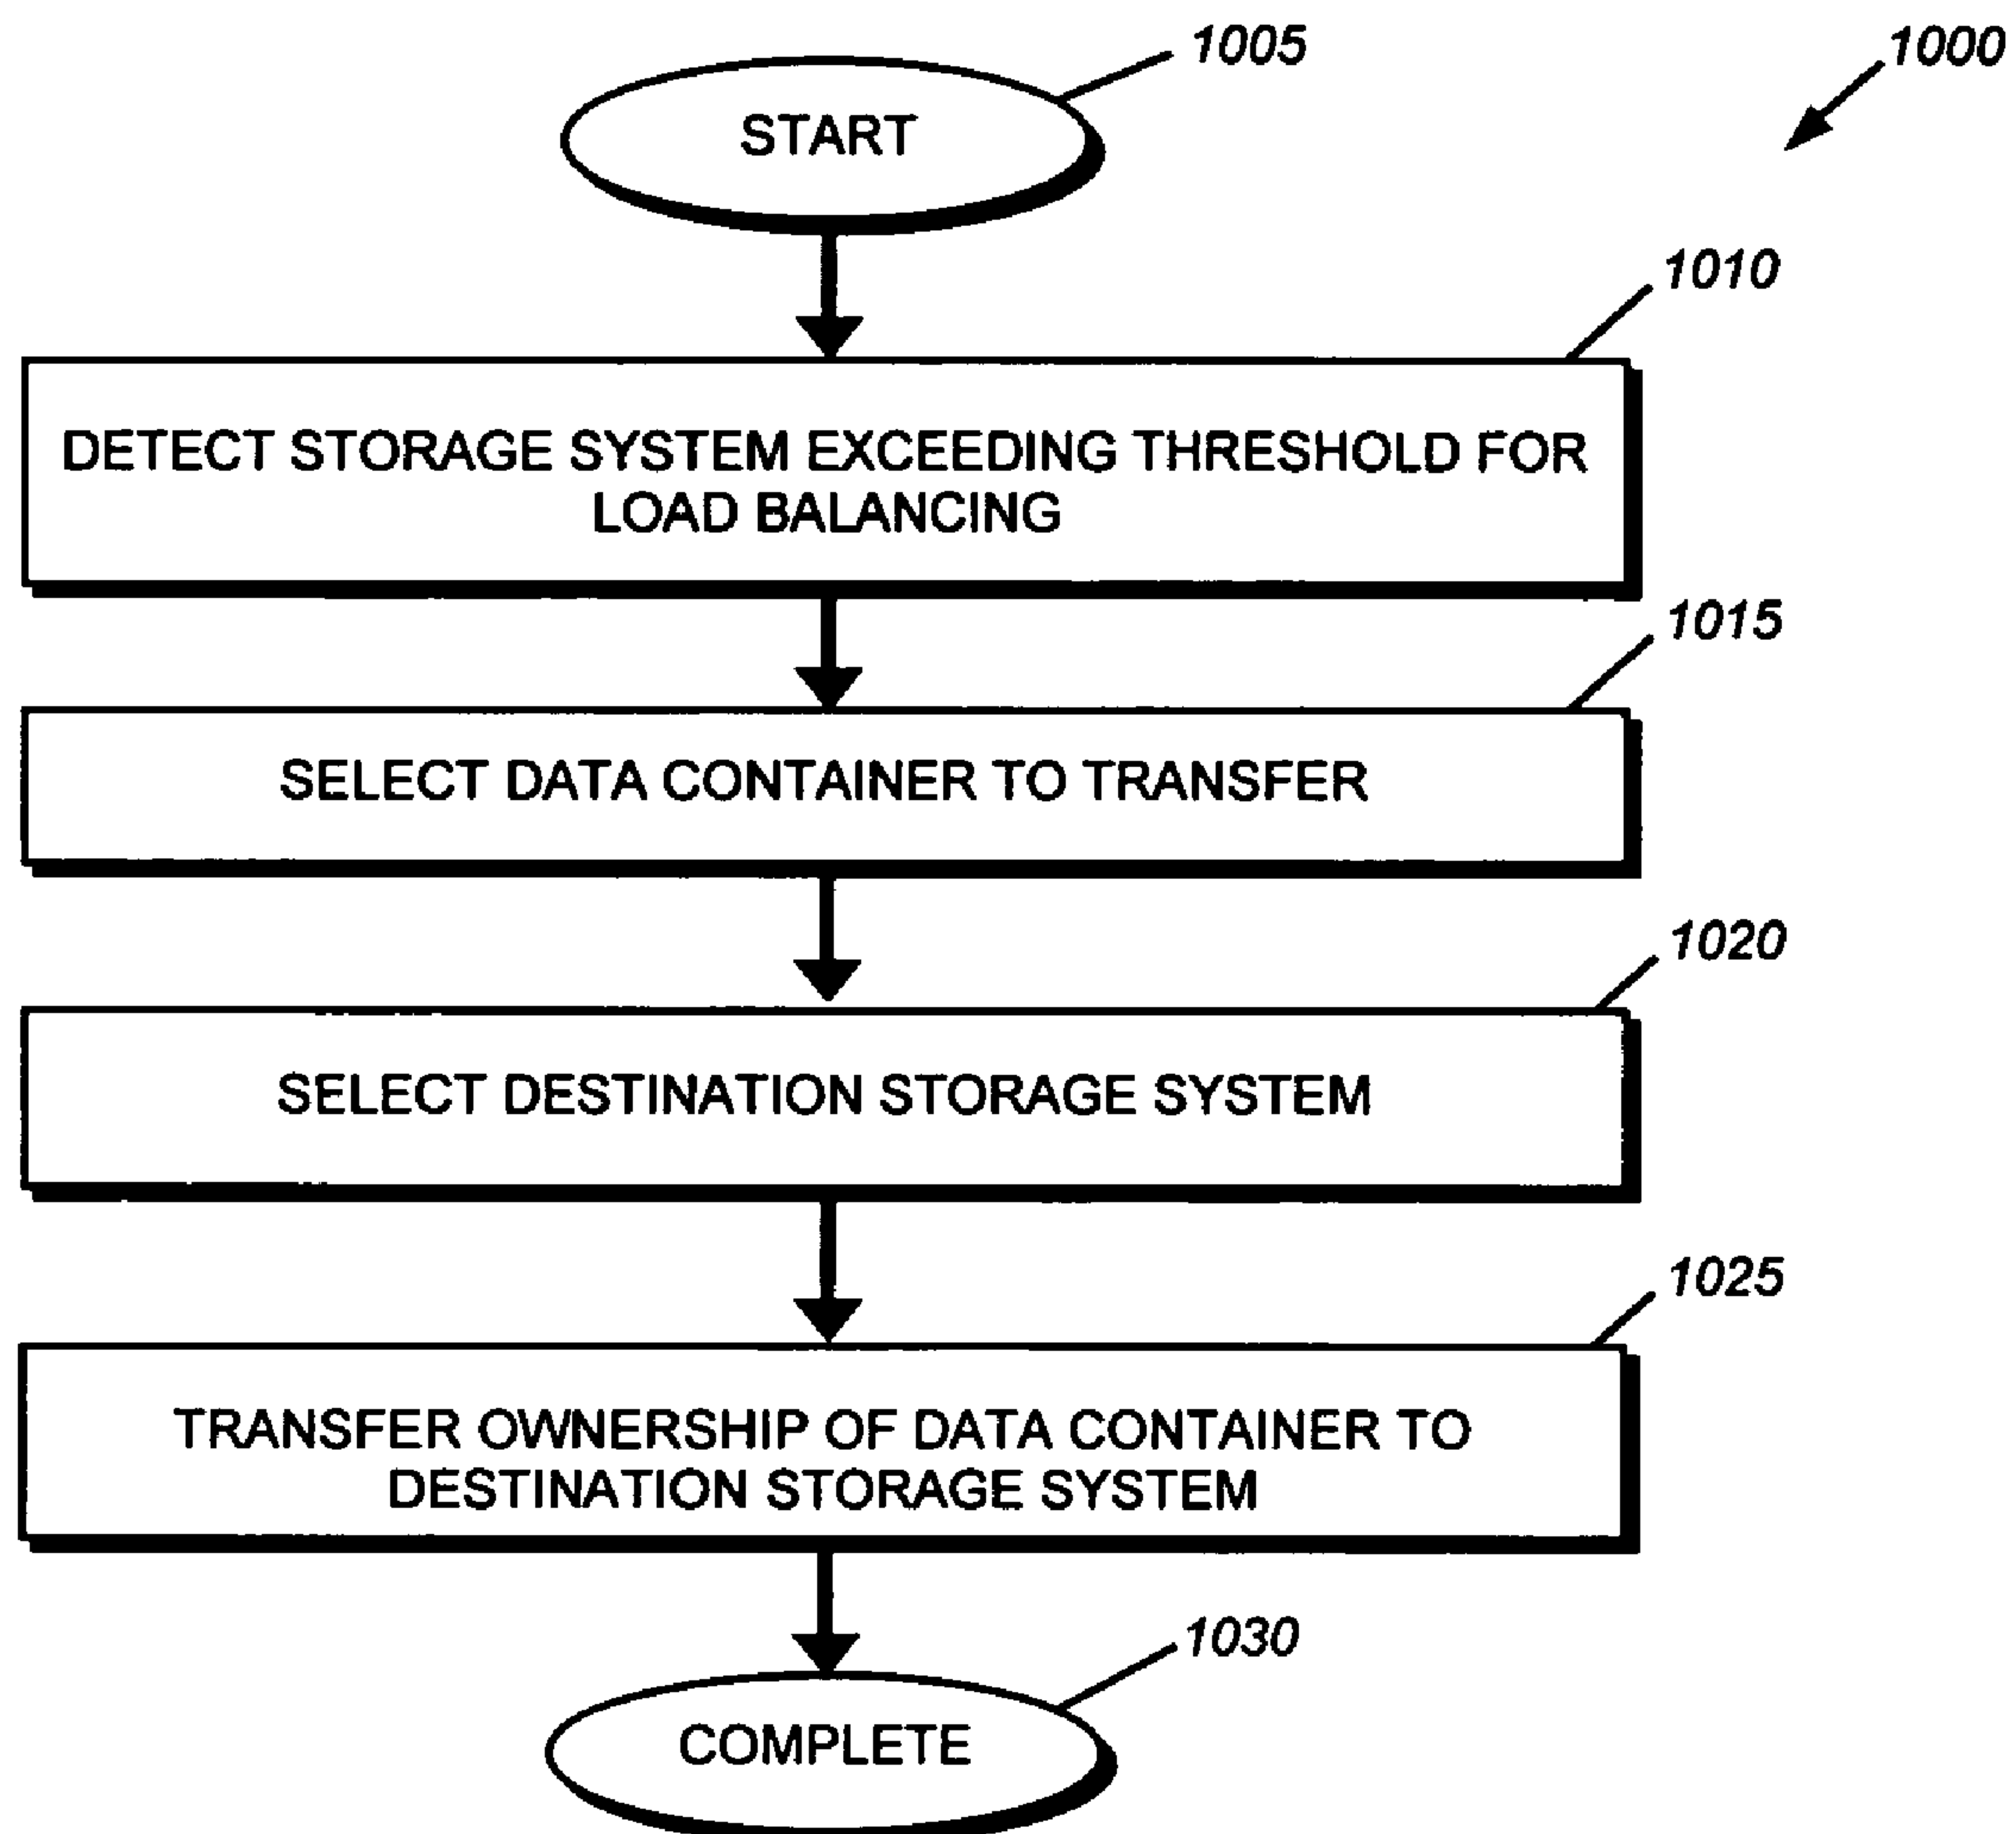 1005
1000
START
1010
DETECT STORAGE SYSTEM EXCEEDING THRESHOLD FOR
LOAD BALANCING
1015
SELECT DATA CONTAINER TO TRANSFER
1020
SELECT DESTINATION STORAGE SYSTEM
1025
TRANSFER OWNERSHIP OF DATA CONTAINER TO
DESTINATION STORAGE SYSTEM
1030
COMPLETE